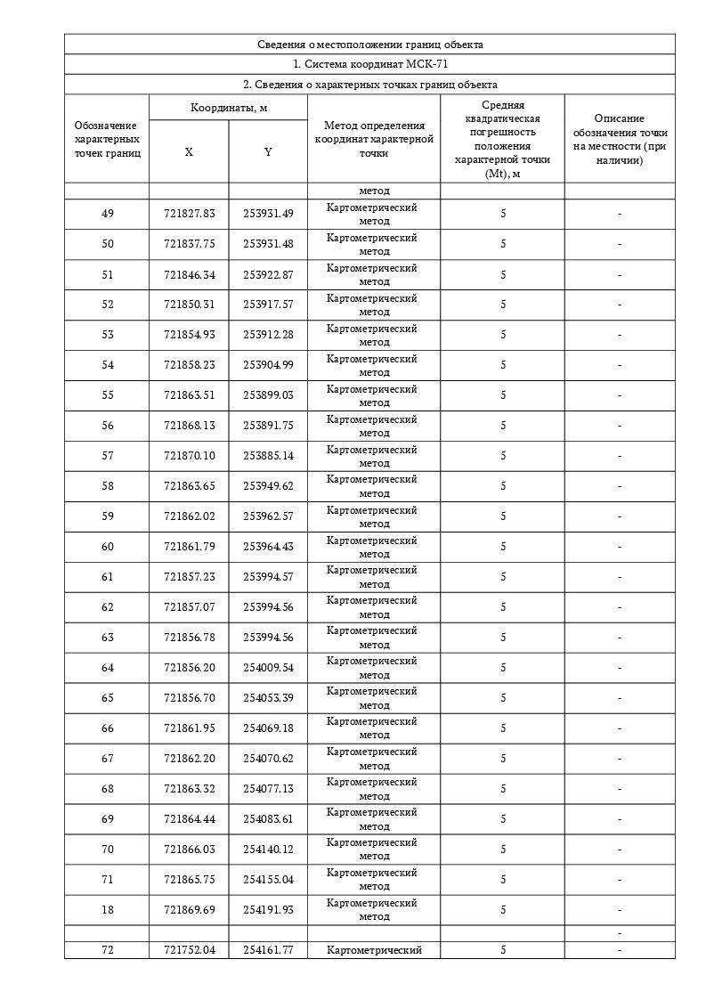 Сведения о местоположении границ объекта
1. Система координат МСК-71
2. Сведения о характерных точках границ объекта
Обозначение
характерных
точек границ
Координаты, м
X
Y
Метод определения
координат характерной
точки
Средняя
квадратическая
погрешность
положения
характерной точки
(Mt), м
Описание
обозначения точки
на местности (при
наличии)
метод
49 721827.83 253931.49 Картометрический
метод 5 -
50 721837.75 253931.48 Картометрический
метод 5 -
51 721846.34 253922.87 Картометрический
метод 5 -
52 721850.31 253917.57 Картометрический
метод 5 -
53 721854.93 253912.28 Картометрический
метод 5 -
54 721858.23 253904.99 Картометрический
метод 5 -
55 721863.51 253899.03 Картометрический
метод 5 -
56 721868.13 253891.75 Картометрический
метод 5 -
57 721870.10 253885.14 Картометрический
метод 5 -
58 721863.65 253949.62 Картометрический
метод 5 -
59 721862.02 253962.57 Картометрический
метод 5 -
60 721861.79 253964.43 Картометрический
метод 5 -
61 721857.23 253994.57 Картометрический
метод 5 -
62 721857.07 253994.56 Картометрический
метод 5 -
63 721856.78 253994.56 Картометрический
метод 5 -
64 721856.20 254009.54 Картометрический
метод 5 -
65 721856.70 254053.39 Картометрический
метод 5 -
66 721861.95 254069.18 Картометрический
метод 5 -
67 721862.20 254070.62 Картометрический
метод 5 -
68 721863.32 254077.13 Картометрический
метод 5 -
69 721864.44 254083.61 Картометрический
метод 5 -
70 721866.03 254140.12 Картометрический
метод 5 -
71 721865.75 254155.04 Картометрический
метод 5 -
18 721869.69 254191.93 Картометрический
метод 5 -
-
72 721752.04 254161.77 Картометрический 5 -